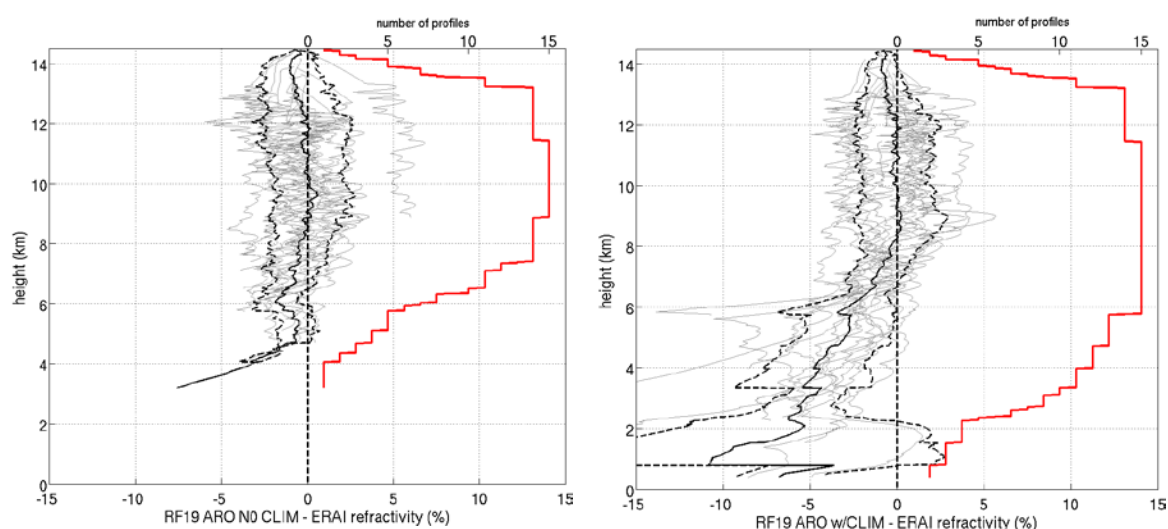 number of profiles
0 5 10 15
14
12
10
8
6
4
2
0
height (km)
-15 -10 -5 0 5 10 15
RF19 ARO N0 CLIM - ERAI refractivity (%)
number of profiles
0 5 10 15
14
12
10
8
6
4
2
0
height (km)
-15 -10 -5 0 5 10 15
RF19 ARO w/CLIM - ERAI refractivity (%)